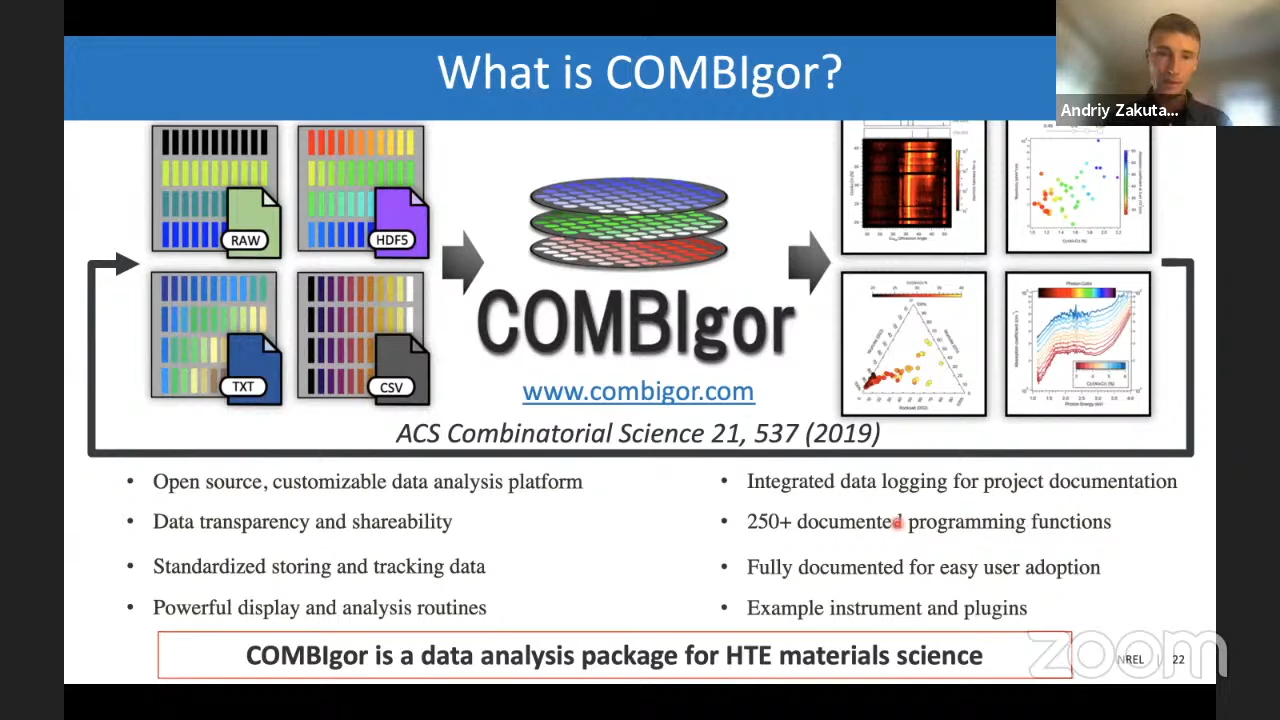 What is COMBIgor?
Andriy Zakuta...
RAW
HDF5
TXT
CSV
COMBIgor
www.combigor.com
ACS Combinatorial Science 21, 537 (2019)
Photon Energy (eV)
• Open source, customizable data analysis platform
• Data transparency and shareability
• Standardized storing and tracking data
• Powerful display and analysis routines
• Integrated data logging for project documentation
• 250+ documented programming functions
• Fully documented for easy user adoption
• Example instrument and plugins
COMBIgor is a data analysis package for HTE materials science
NREL | 22
zoom